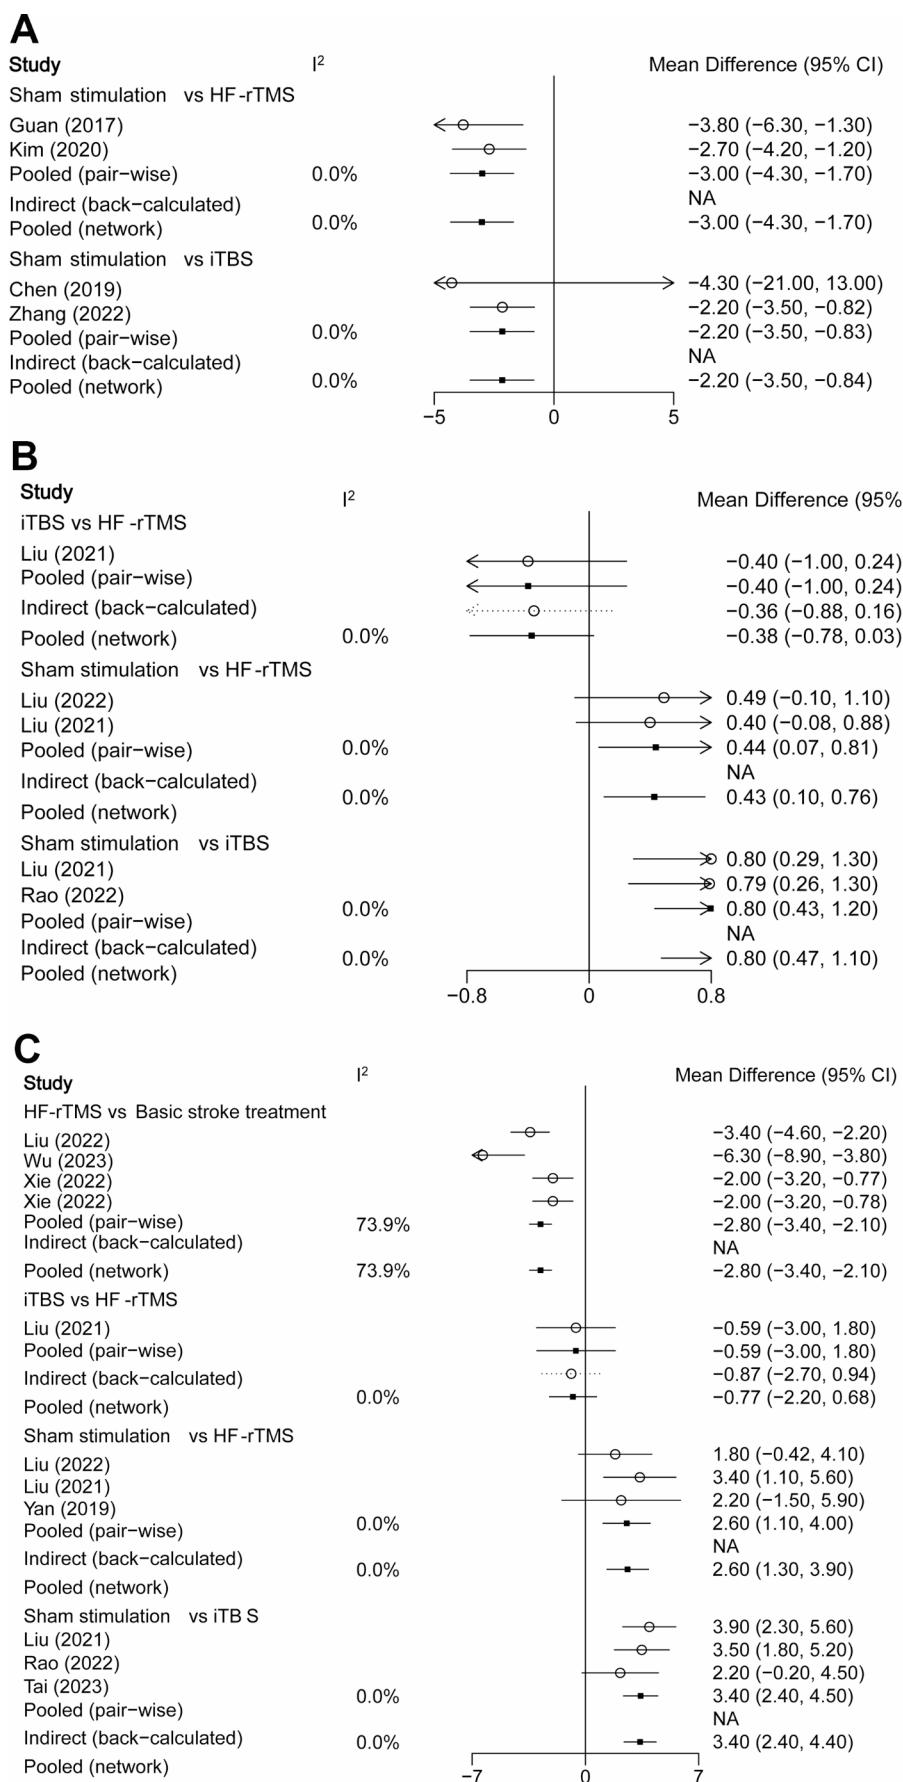 A
Study I² Mean Difference (95% CI)
Sham stimulation vs HF-rTMS
Guan (2017) −3.80 (−6.30, −1.30)
Kim (2020) −2.70 (−4.20, −1.20)
Pooled (pair−wise) 0.0% −3.00 (−4.30, −1.70)
Indirect (back−calculated) NA
Pooled (network) 0.0% −3.00 (−4.30, −1.70)
Sham stimulation vs iTBS
Chen (2019) −4.30 (−21.00, 13.00)
Zhang (2022) −2.20 (−3.50, −0.82)
Pooled (pair−wise) 0.0% −2.20 (−3.50, −0.83)
Indirect (back−calculated) NA
Pooled (network) 0.0% −2.20 (−3.50, −0.84)
−5 0 5
B
Study I² Mean Difference (95%
iTBS vs HF -rTMS
Liu (2021) −0.40 (−1.00, 0.24)
Pooled (pair−wise) −0.40 (−1.00, 0.24)
Indirect (back−calculated) −0.36 (−0.88, 0.16)
Pooled (network) 0.0% −0.38 (−0.78, 0.03)
Sham stimulation vs HF-rTMS
Liu (2022) 0.49 (−0.10, 1.10)
Liu (2021) 0.40 (−0.08, 0.88)
Pooled (pair−wise) 0.0% 0.44 (0.07, 0.81)
Indirect (back−calculated) NA
Pooled (network) 0.0% 0.43 (0.10, 0.76)
Sham stimulation vs iTBS
Liu (2021) 0.80 (0.29, 1.30)
Rao (2022) 0.79 (0.26, 1.30)
Pooled (pair−wise) 0.0% 0.80 (0.43, 1.20)
Indirect (back−calculated) NA
Pooled (network) 0.0% 0.80 (0.47, 1.10)
−0.8 0 0.8
C
Study I² Mean Difference (95% CI)
HF-rTMS vs Basic stroke treatment
Liu (2022) −3.40 (−4.60, −2.20)
Wu (2023) −6.30 (−8.90, −3.80)
Xie (2022) −2.00 (−3.20, −0.77)
Xie (2022) −2.00 (−3.20, −0.78)
Pooled (pair−wise) 73.9% −2.80 (−3.40, −2.10)
Indirect (back−calculated) NA
Pooled (network) 73.9% −2.80 (−3.40, −2.10)
iTBS vs HF -rTMS
Liu (2021) −0.59 (−3.00, 1.80)
Pooled (pair−wise) −0.59 (−3.00, 1.80)
Indirect (back−calculated) −0.87 (−2.70, 0.94)
Pooled (network) 0.0% −0.77 (−2.20, 0.68)
Sham stimulation vs HF-rTMS
Liu (2022) 1.80 (−0.42, 4.10)
Liu (2021) 3.40 (1.10, 5.60)
Yan (2019) 2.20 (−1.50, 5.90)
Pooled (pair−wise) 0.0% 2.60 (1.10, 4.00)
Indirect (back−calculated) NA
Pooled (network) 0.0% 2.60 (1.30, 3.90)
Sham stimulation vs iTB S
Liu (2021) 3.90 (2.30, 5.60)
Rao (2022) 3.50 (1.80, 5.20)
Tai (2023) 2.20 (−0.20, 4.50)
Pooled (pair−wise) 0.0% 3.40 (2.40, 4.50)
Indirect (back−calculated) NA
Pooled (network) 0.0% 3.40 (2.40, 4.40)
−7 0 7